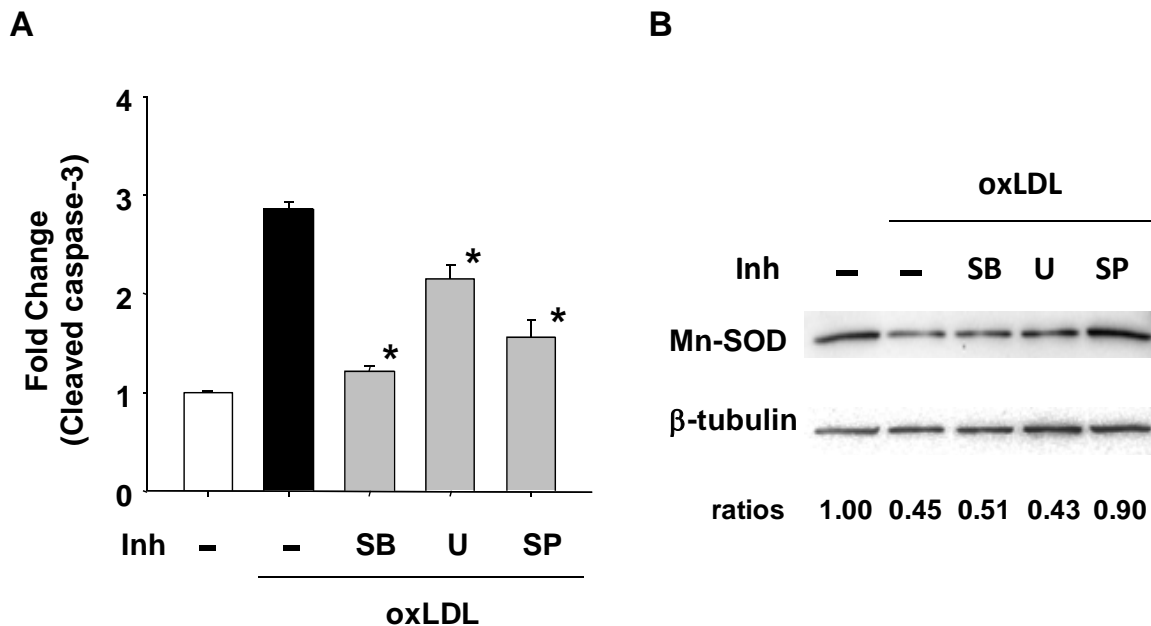 A
Fold Change
(Cleaved caspase-3)
4
3
2
1
0
*
*
*
Inh – – SB U SP
oxLDL
B
oxLDL
Inh – – SB U SP
Mn-SOD
β-tubulin
ratios 1.00 0.45 0.51 0.43 0.90